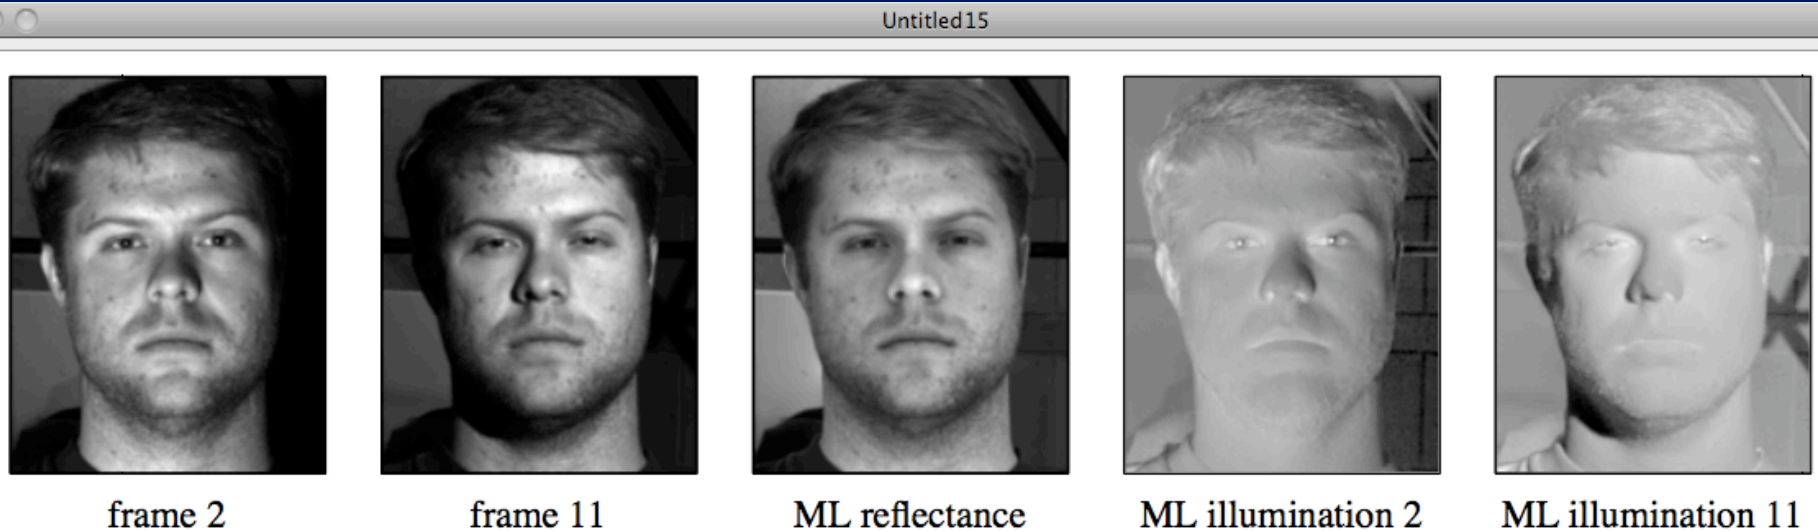 Untitled15
frame 2
frame 11
ML reflectance
ML illumination 2
ML illumination 11